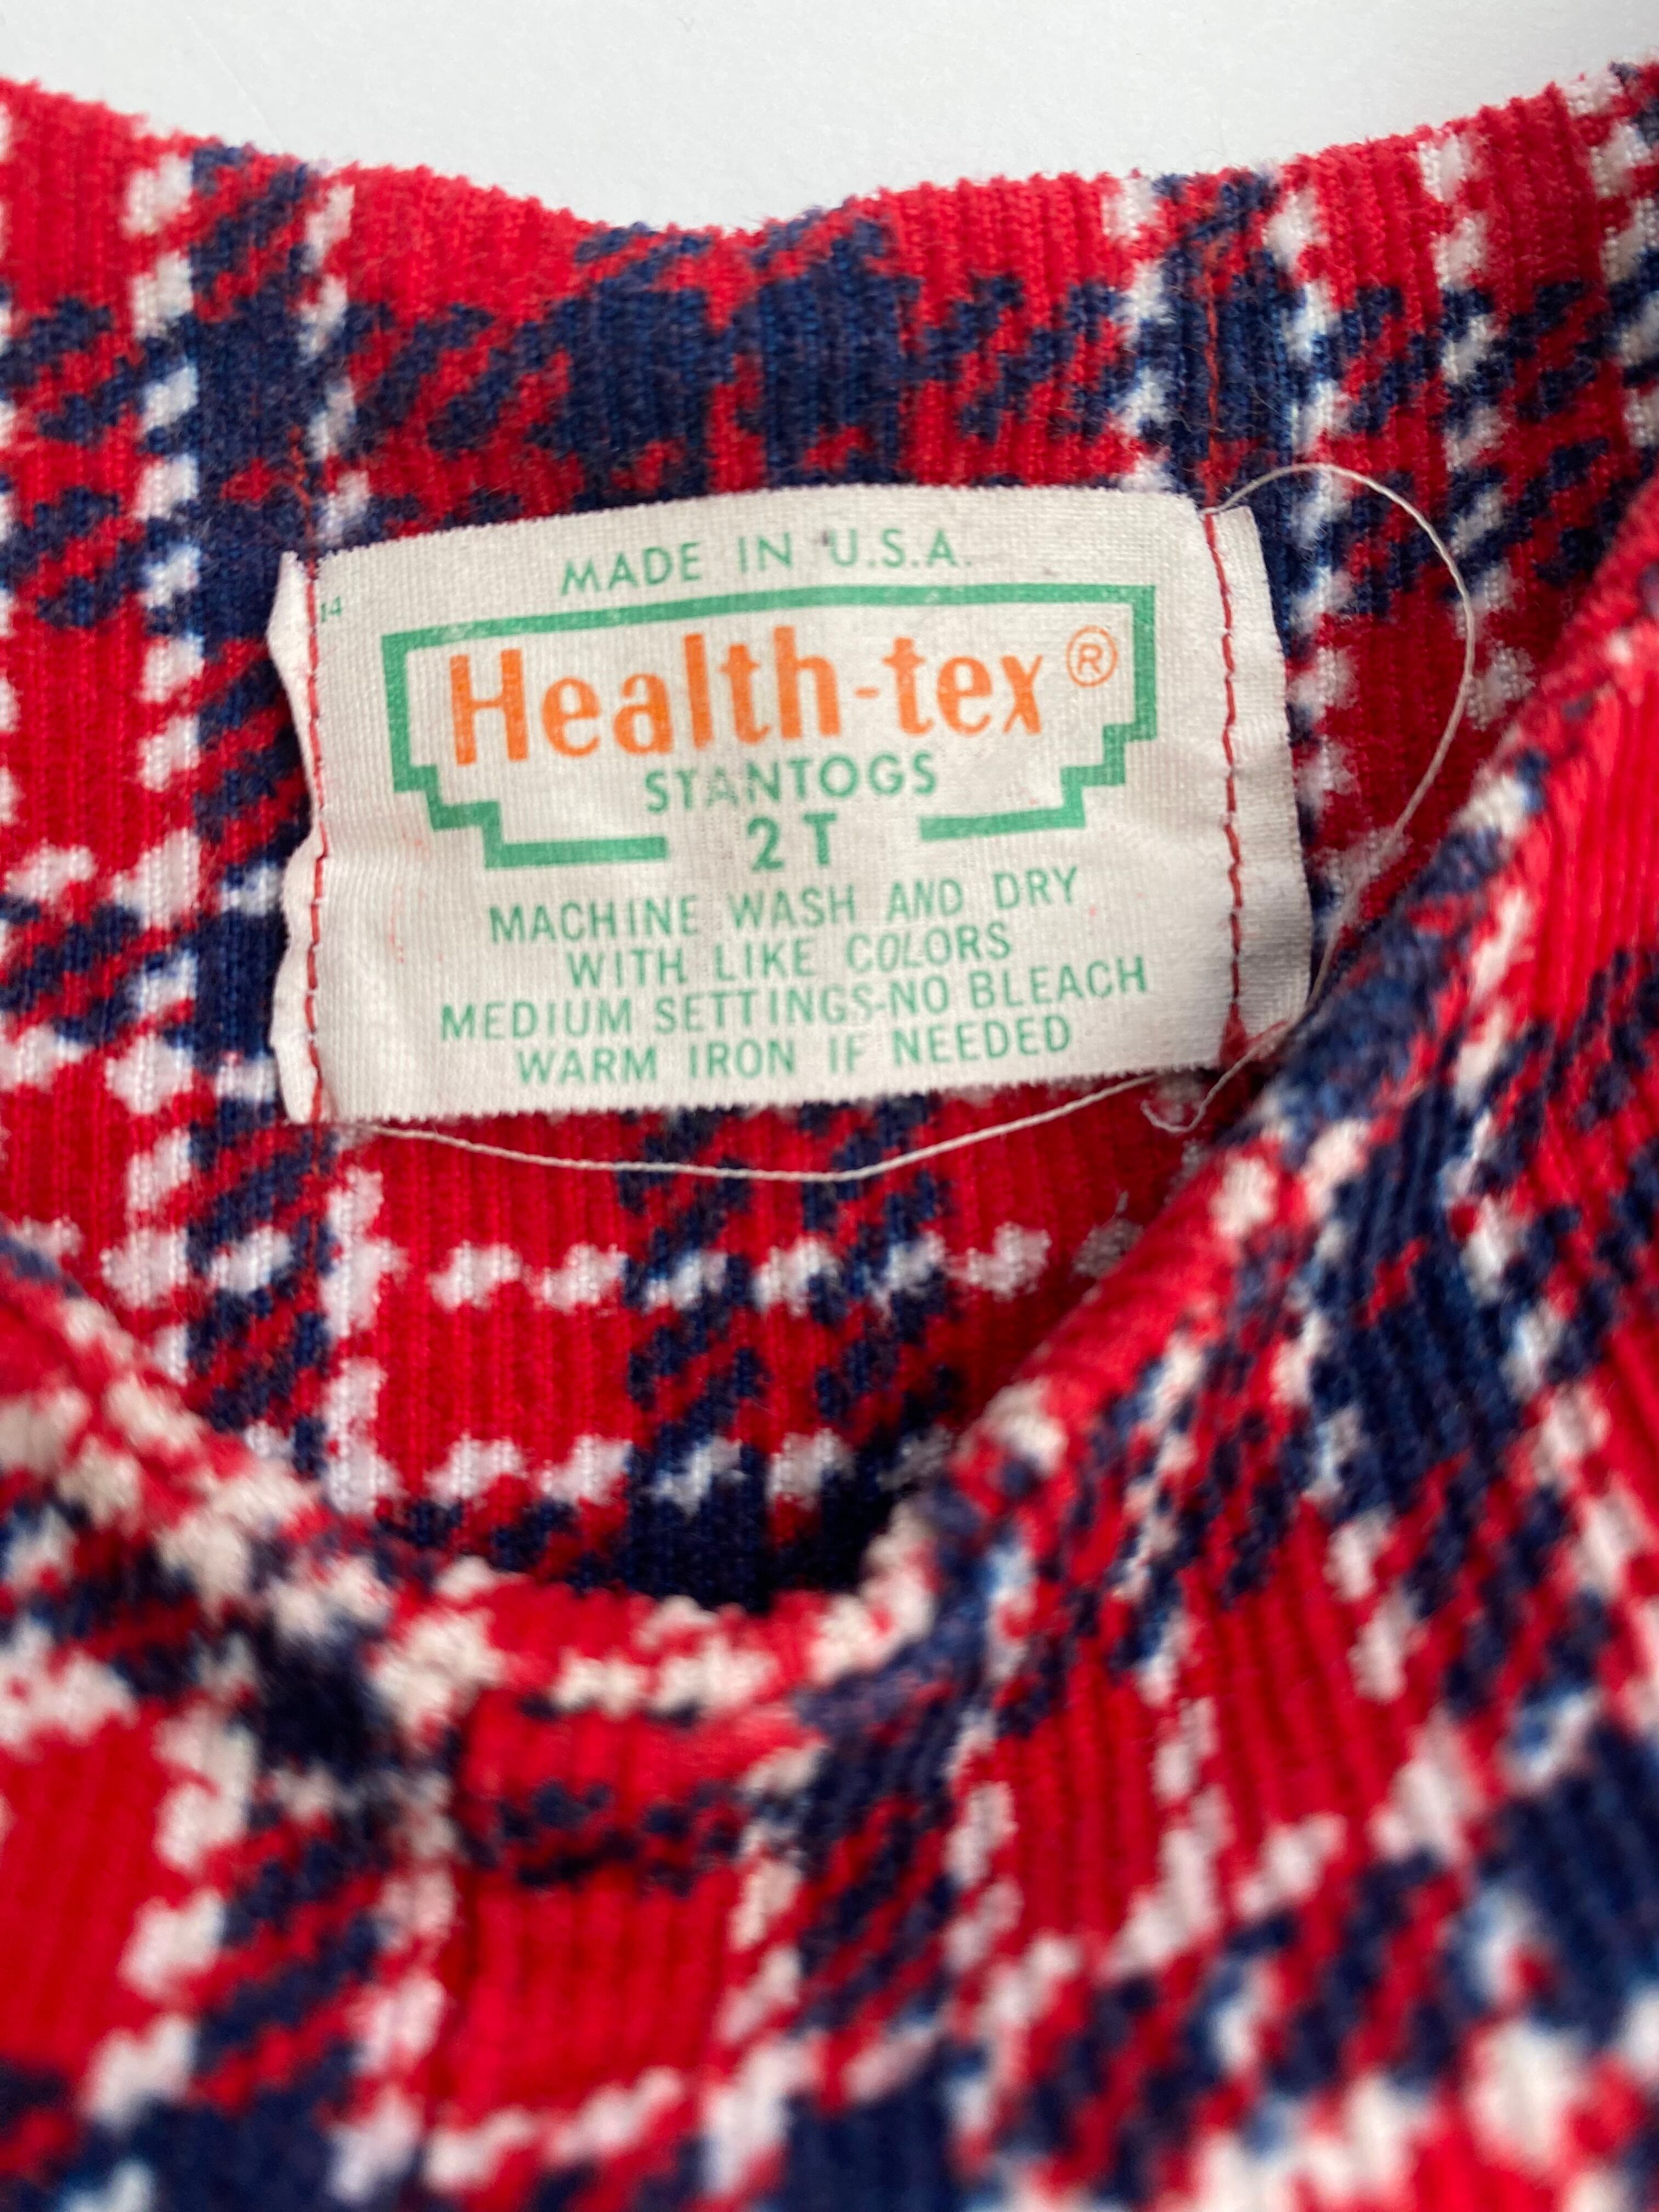 MADE IN U.S.A.
14
Health-tex®
STANTOGS
2T
MACHINE WASH AND DRY
WITH LIKE COLORS
MEDIUM SETTINGS-NO BLEACH
WARM IRON IF NEEDED